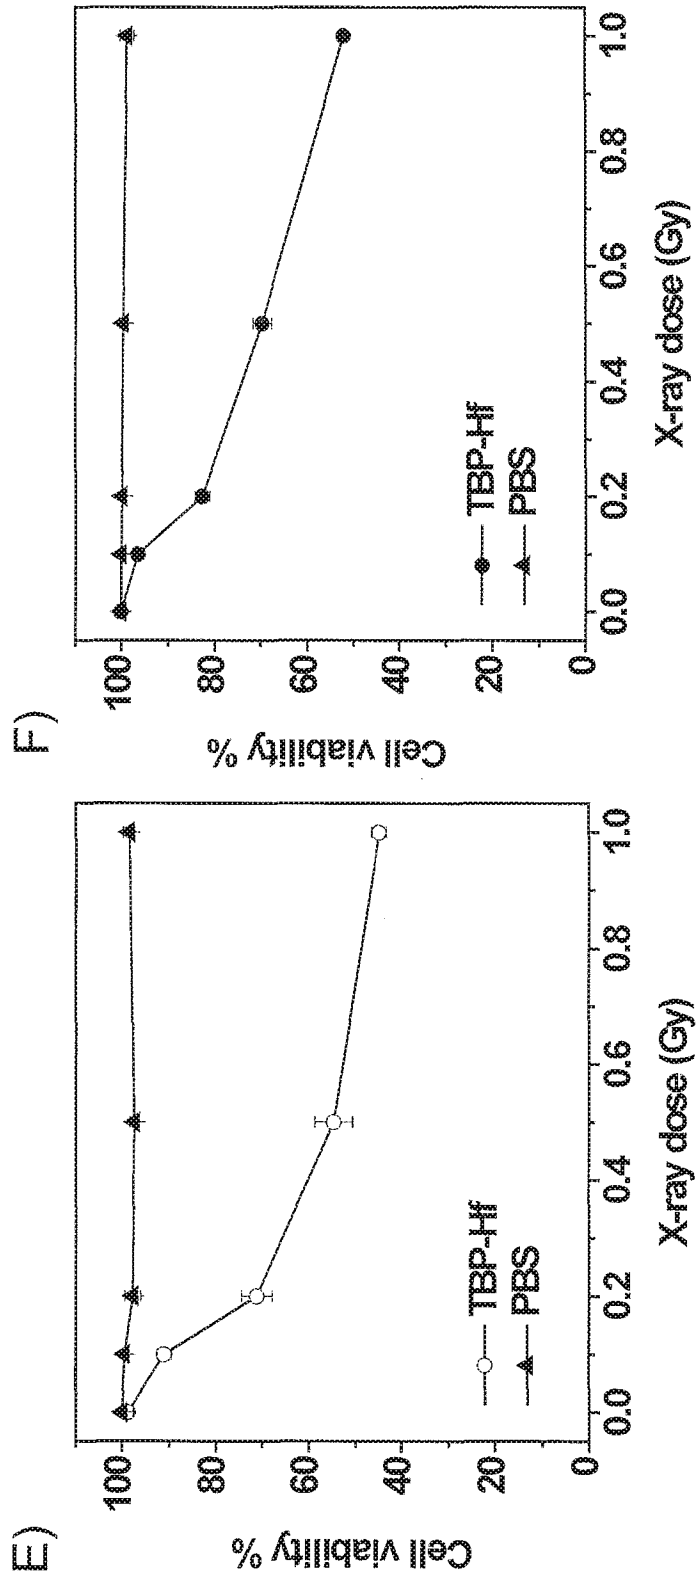 E)
Cell viability %
100
80
60
40
20
0
TBP-Hf
PBS
0.0 0.2 0.4 0.6 0.8 1.0
X-ray dose (Gy)
F)
Cell viability %
100
80
60
40
20
0
TBP-Hf
PBS
0.0 0.2 0.4 0.6 0.8 1.0
X-ray dose (Gy)